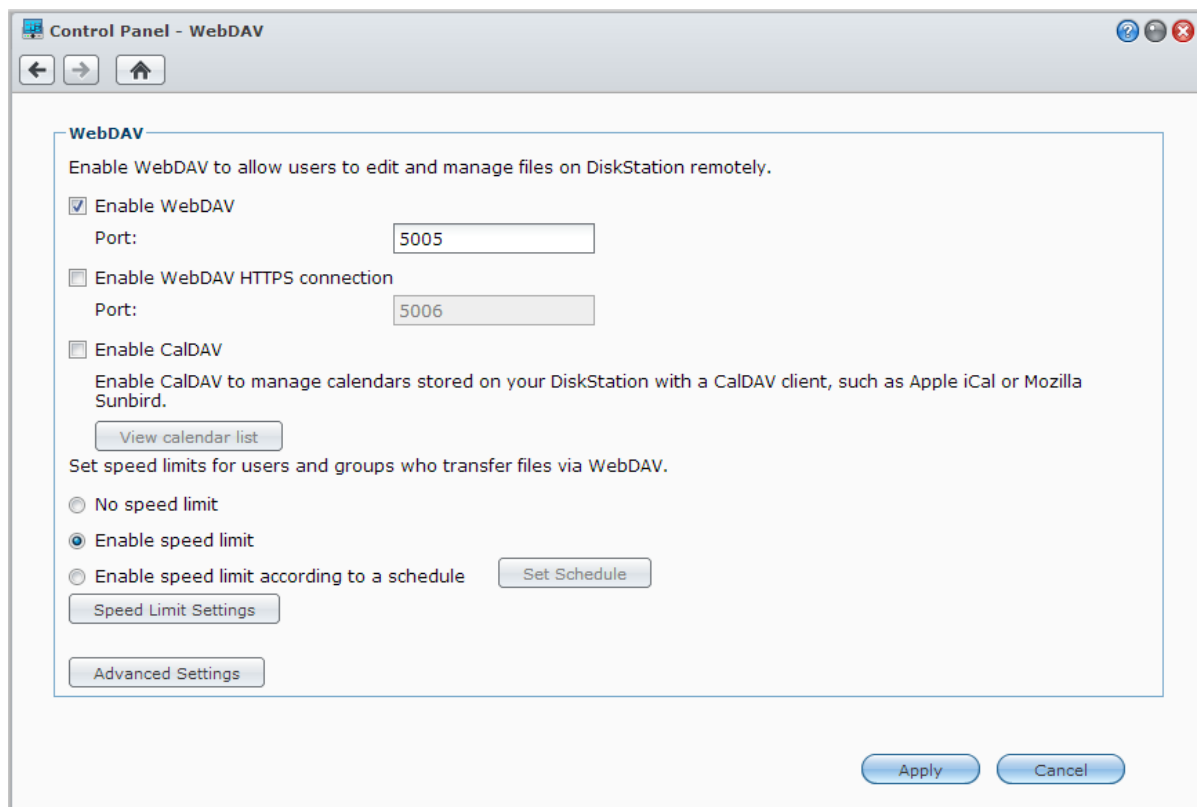 Control Panel - WebDAV
WebDAV
Enable WebDAV to allow users to edit and manage files on DiskStation remotely.
Enable WebDAV
Port: 5005
Enable WebDAV HTTPS connection
Port: 5006
Enable CalDAV
Enable CalDAV to manage calendars stored on your DiskStation with a CalDAV client, such as Apple iCal or Mozilla
Sunbird.
View calendar list
Set speed limits for users and groups who transfer files via WebDAV.
No speed limit
Enable speed limit
Enable speed limit according to a schedule Set Schedule
Speed Limit Settings
Advanced Settings
Apply Cancel